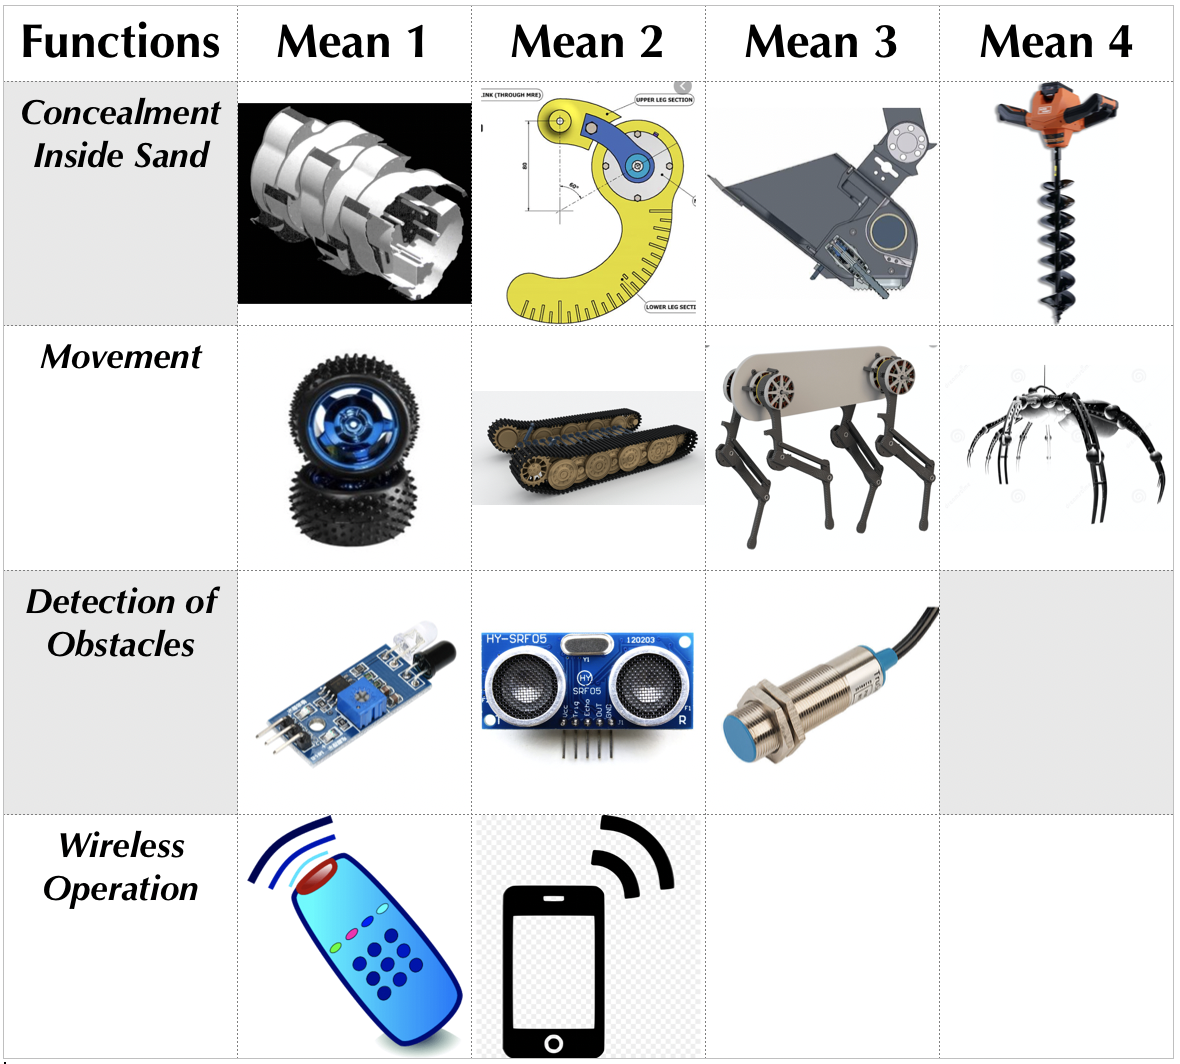 Functions
Mean 1
Mean 2
Mean 3
Mean 4
Concealment
Inside Sand
LINK (THROUGH MRE)
UPPER LEG SECTION
80
60°
LOWER LEG SECTI
Movement
Detection of
Obstacles
HY-SRF05
120203
Y1
HY
SRF05
Vcc
Trig
Echo
OUT
GND
T
R
Wireless
Operation